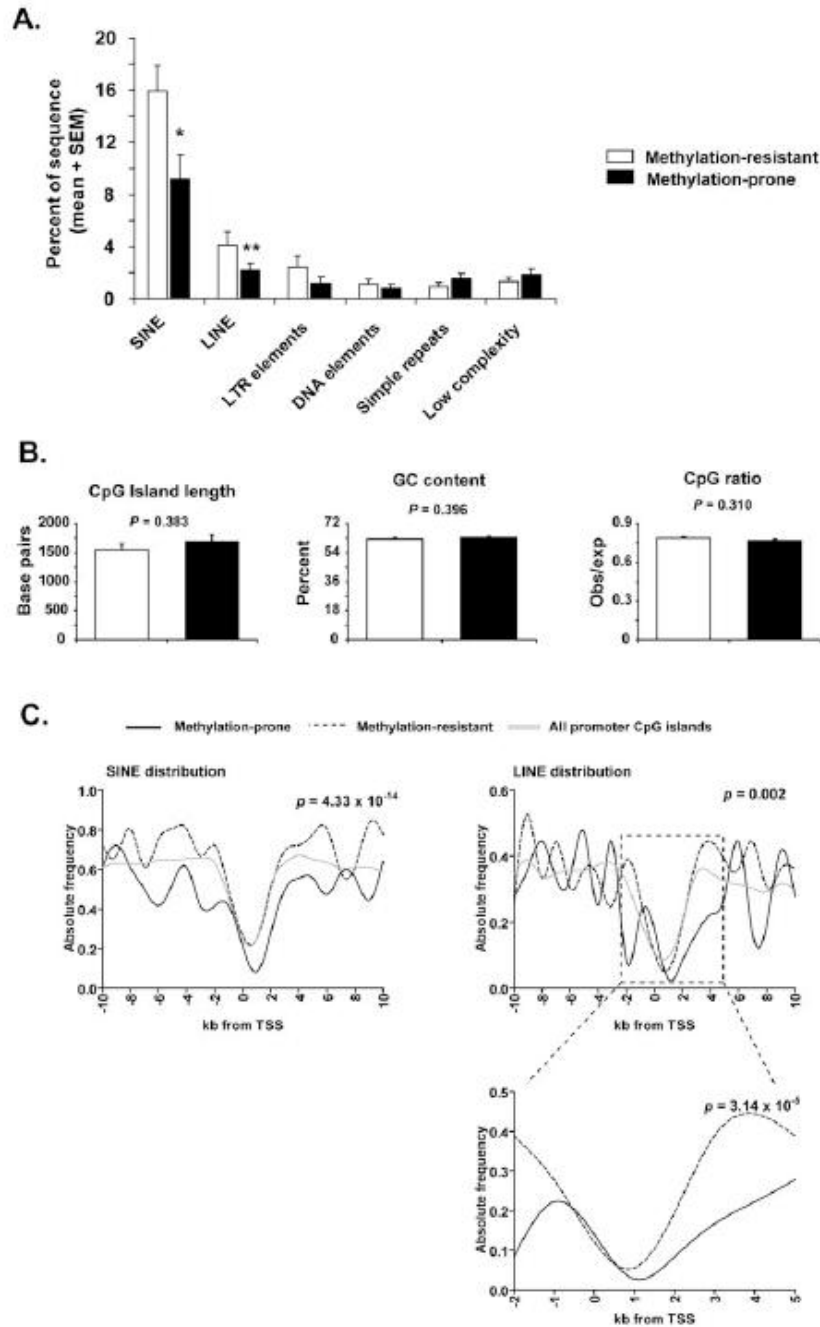 A.
Percent of sequence
(mean + SEM)
20
16
12
8
4
0
*
**
SINE
LINE
LTR elements
DNA elements
Simple repeats
Low complexity
Methylation-resistant
Methylation-prone
B.
CpG Island length
P = 0.383
Base pairs
2000
1500
1000
500
0
GC content
P = 0.396
Percent
72
54
36
18
0
CpG ratio
P = 0.310
Obs/exp
0.9
0.6
0.3
0
C.
Methylation-prone
Methylation-resistant
All promoter CpG islands
SINE distribution
p = 4.33 x 10-14
Absolute frequency
1.0
0.8
0.6
0.4
0.2
0.0
-10 -8 -6 -4 -2 0 2 4 6 8 10
kb from TSS
LINE distribution
p = 0.002
Absolute frequency
0.6
0.4
0.2
0.0
-10 -8 -6 -4 -2 0 2 4 6 8 10
kb from TSS
p = 3.14 x 10-5
Absolute frequency
0.5
0.4
0.3
0.2
0.1
0.0
-2 -1 0 1 2 3 4 5
kb from TSS